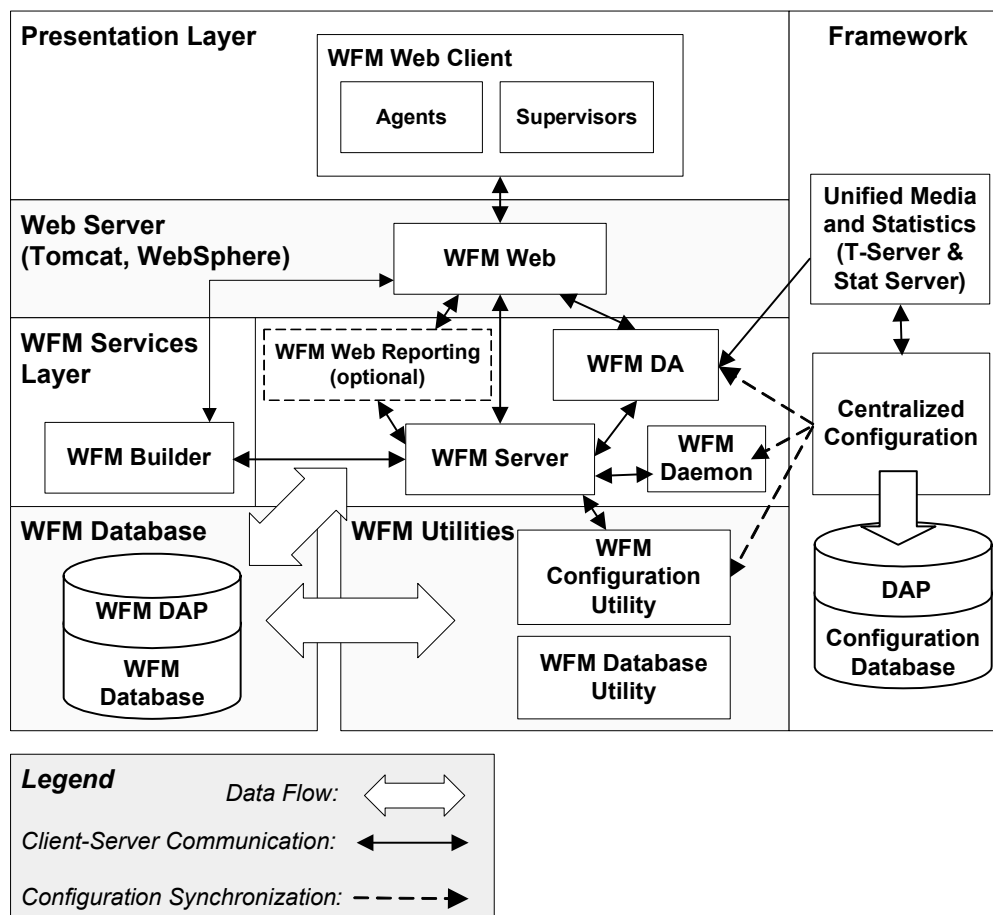 Presentation Layer
WFM Web Client
Agents
Supervisors
Framework
Web Server
(Tomcat, WebSphere)
WFM Web
Unified Media
and Statistics
(T-Server &
Stat Server)
WFM Services
Layer
WFM Web Reporting
(optional)
WFM DA
Centralized
Configuration
WFM Builder
WFM Server
WFM
Daemon
WFM Database
WFM DAP
WFM
Database
WFM Utilities
WFM
Configuration
Utility
WFM Database
Utility
DAP
Configuration
Database
Legend
Data Flow:
Client-Server Communication:
Configuration Synchronization: